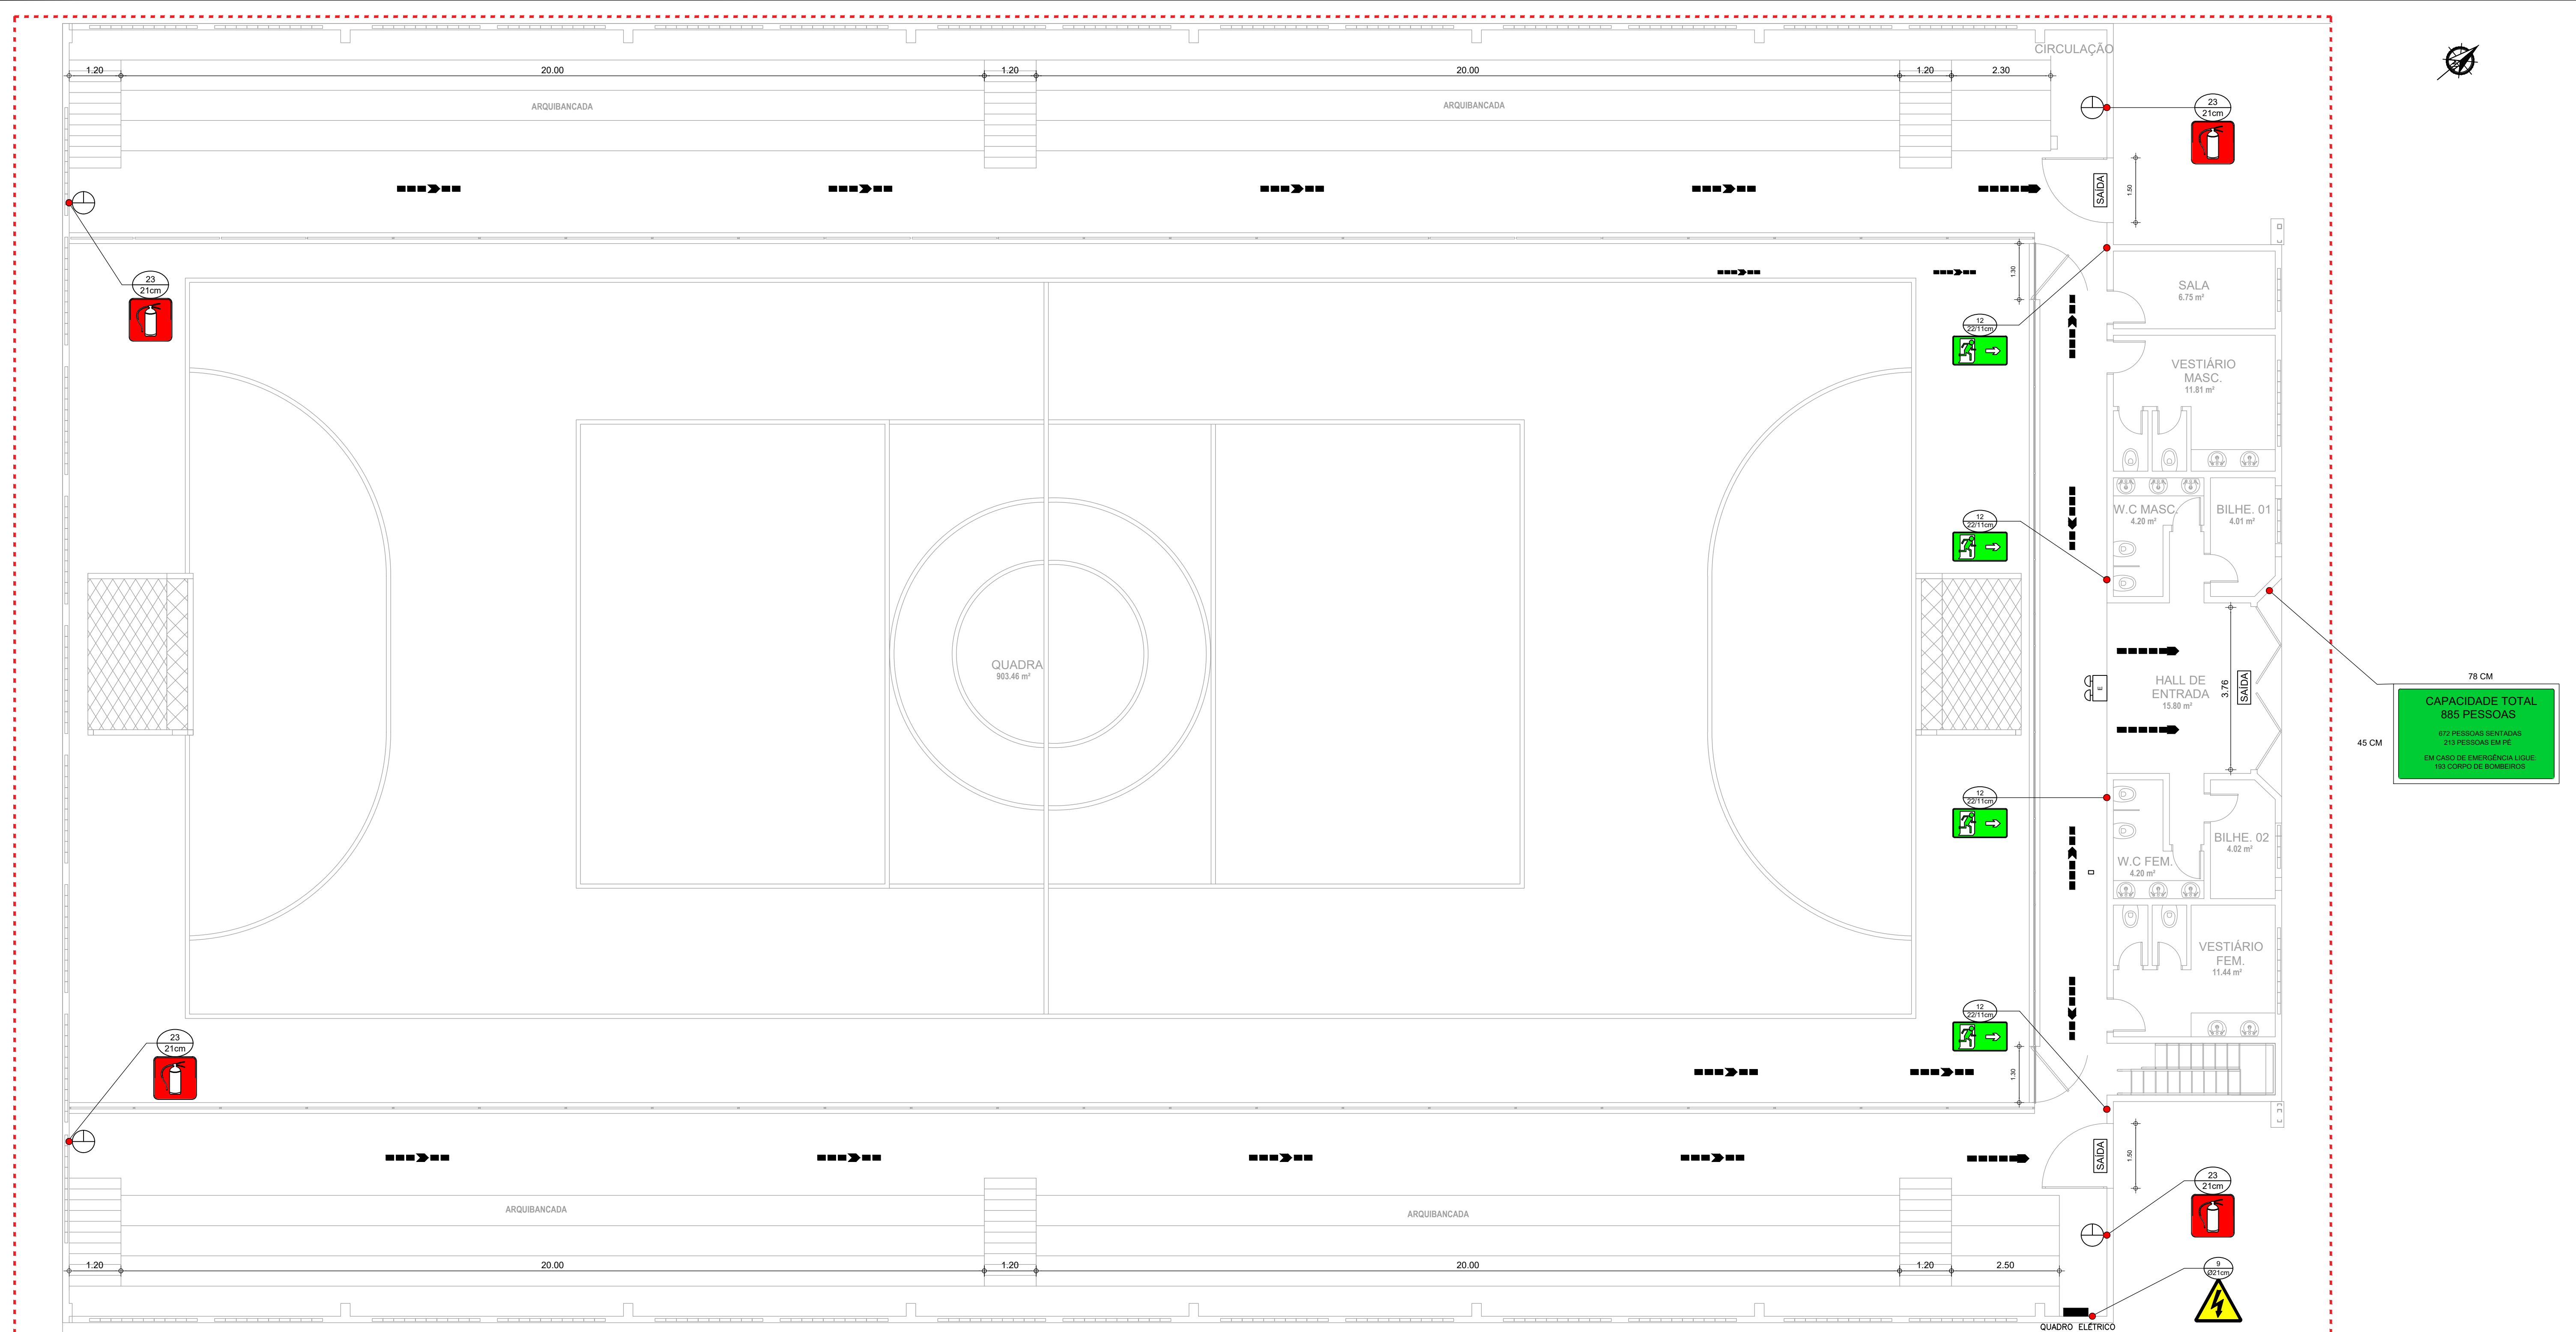 CIRCULAÇÃO
1.20
20.00
1.20
20.00
1.20
2.30
ARQUIBANCADA
ARQUIBANCADA
23
21cm
SAÍDA
1.50
23
21cm
1.30
SALA
6.75 m²
12
22/11cm
VESTIÁRIO
MASC.
11.81 m²
12
22/11cm
W.C MASC.
4.20 m²
BILHE. 01
4.01 m²
QUADRA
903.46 m²
HALL DE
ENTRADA
15.80 m²
E
3.76
SAÍDA
78 CM
45 CM
CAPACIDADE TOTAL
885 PESSOAS
672 PESSOAS SENTADAS
213 PESSOAS EM PÉ
EM CASO DE EMERGÊNCIA LIGUE:
193 CORPO DE BOMBEIROS
12
22/11cm
BILHE. 02
4.02 m²
W.C FEM.
4.20 m²
VESTIÁRIO
FEM.
11.44 m²
12
22/11cm
23
21cm
1.30
SAÍDA
1.50
23
21cm
ARQUIBANCADA
ARQUIBANCADA
1.20
20.00
1.20
20.00
1.20
2.50
9
Ø21cm
QUADRO ELÉTRICO